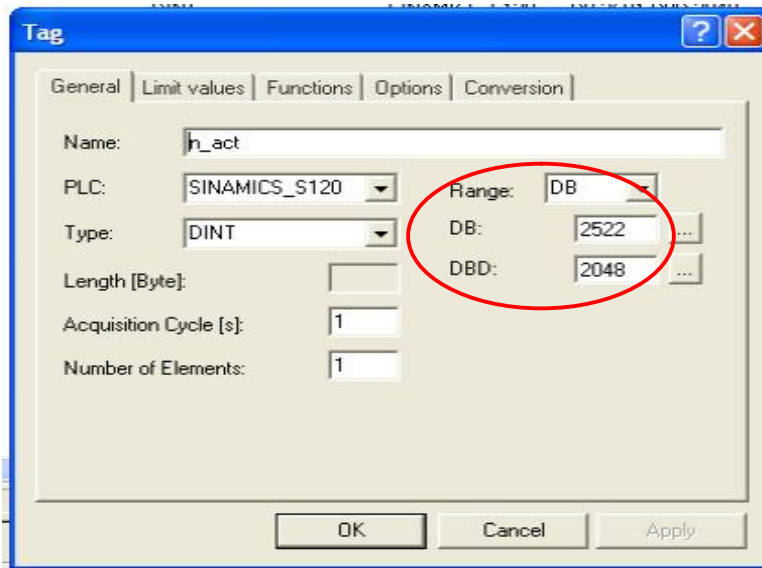 Tag
General Limit values Functions Options Conversion
Name: n_act
PLC: SINAMICS_S120 Range: DB
Type: DINT DB: 2522 ...
Length [Byte]: DBD: 2048 ...
Acquisition Cycle [s]: 1
Number of Elements: 1
OK Cancel Apply